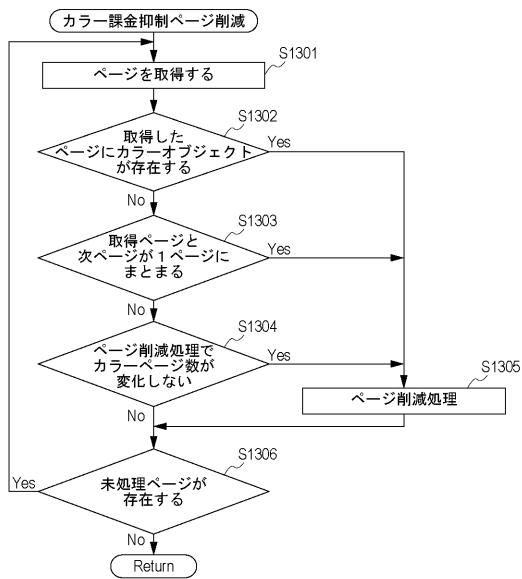 カラー課金抑制ページ削減
S1301
ページを取得する
S1302
取得した
ページにカラーオブジェクト
が存在する
Yes
No
S1303
取得ページと
次ページが１ページに
まとまる
Yes
No
S1304
ページ削減処理で
カラーページ数が
変化しない
Yes
No
S1305
ページ削減処理
S1306
未処理ページが
存在する
Yes
No
Return